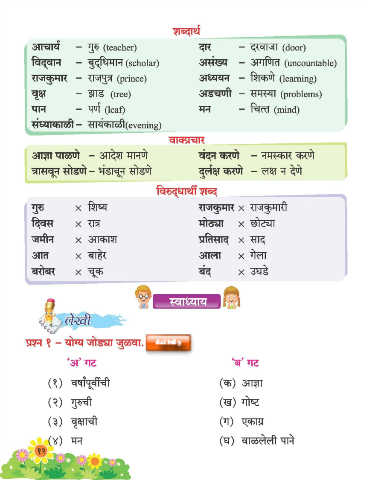 शब्दार्थ
आचार्य – गुरु (teacher) दार – दरवाजा (door)
विद्वान – बुद्धिमान (scholar) असंख्य – अगणित (uncountable)
राजकुमार – राजपुत्र (prince) अध्ययन – शिकणे (learning)
वृक्ष – झाड (tree) अडचणी – समस्या (problems)
पान – पर्ण (leaf) मन – चित्त (mind)
संध्याकाळी – सायंकाळी(evening)
वाक्प्रचार
आज्ञा पाळणे – आदेश मानणे वंदन करणे – नमस्कार करणे
त्रासवून सोडणे – भंडावून सोडणे दुर्लक्ष करणे – लक्ष न देणे
विरुद्धार्थी शब्द
गुरु × शिष्य राजकुमार × राजकुमारी
दिवस × रात्र मोठ्या × छोट्या
जमीन × आकाश प्रतिसाद × साद
आत × बाहेर आला × गेला
बरोबर × चूक बंद × उघडे
स्वाध्याय
लेखी
प्रश्न १ – योग्य जोड्या जुळवा.
'अ' गट 'ब' गट
(१) वर्षांपूर्वीची (क) आज्ञा
(२) गुरुची (ख) गोष्ट
(३) वृक्षाची (ग) एकाग्र
(४) मन (घ) वाळलेली पाने